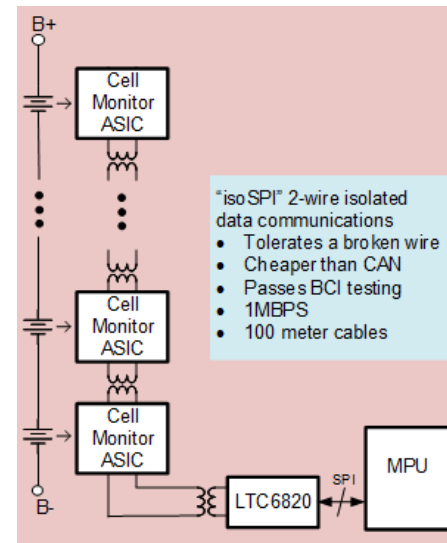 B+
Cell
Monitor
ASIC
"isoSPI" 2-wire isolated
data communications
• Tolerates a broken wire
• Cheaper than CAN
• Passes BCI testing
• 1MBPS
• 100 meter cables
Cell
Monitor
ASIC
Cell
Monitor
ASIC
B-
LTC6820
SPI
MPU